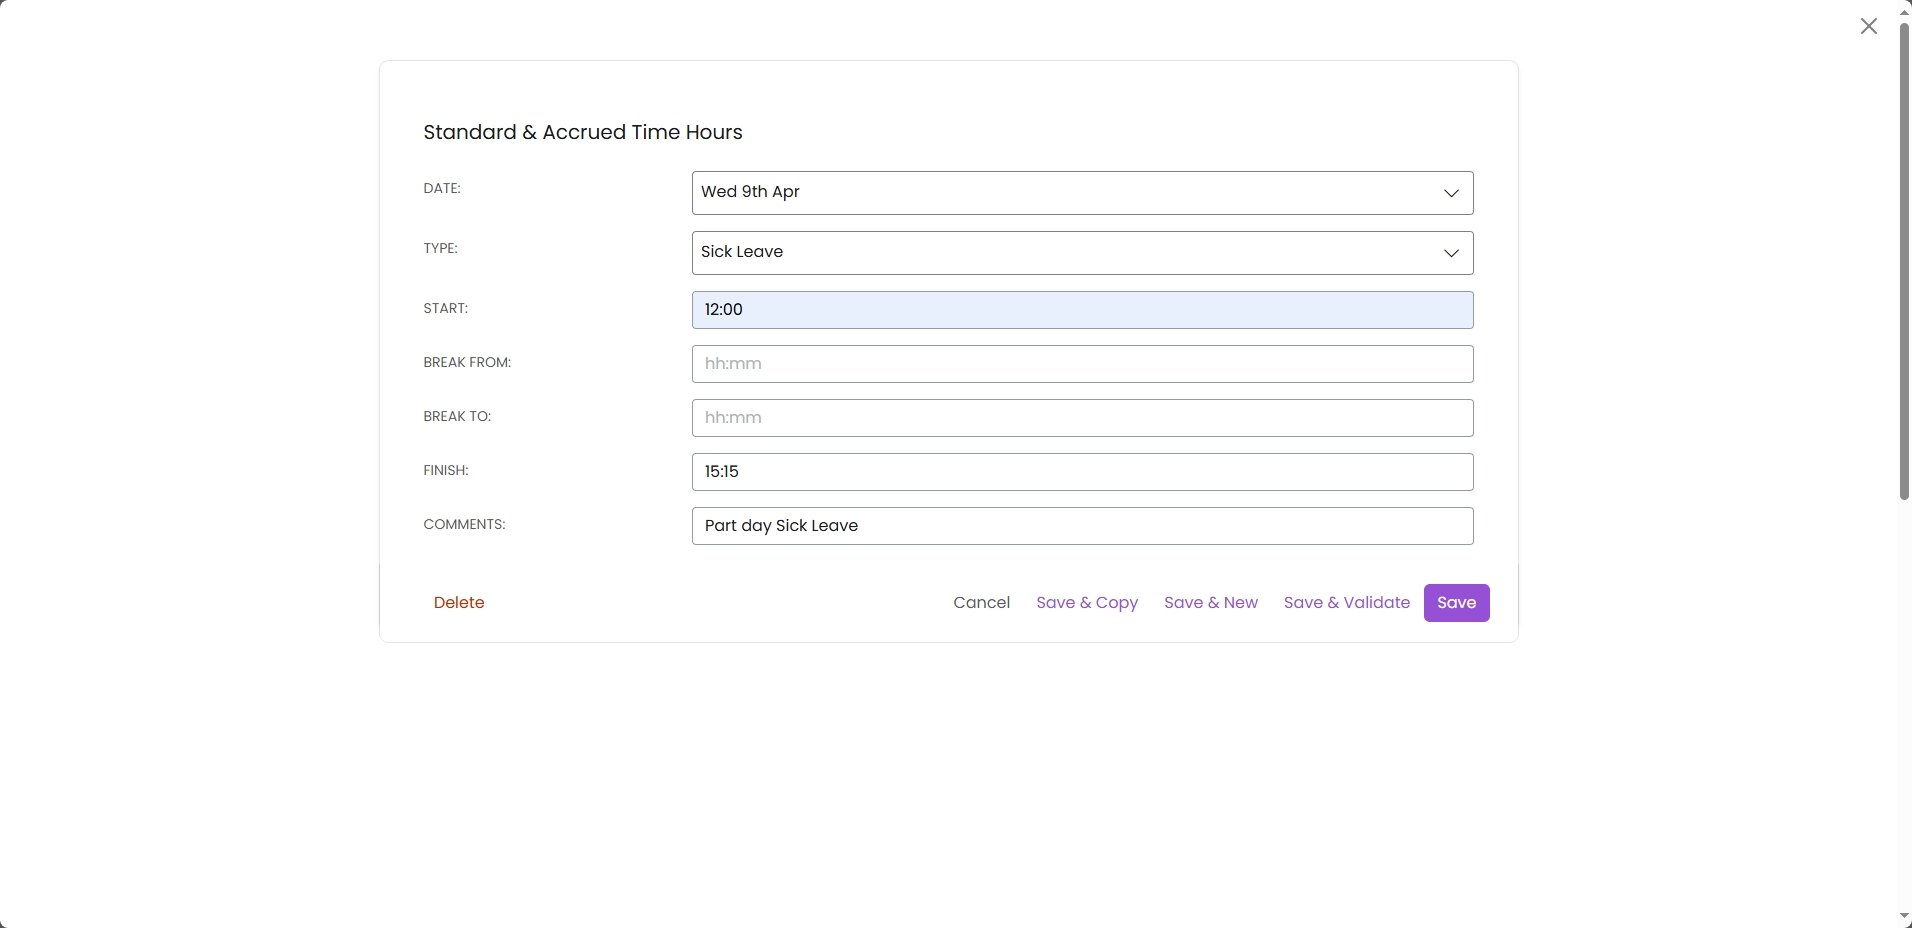 Standard & Accrued Time Hours
DATE:
Wed 9th Apr
TYPE:
Sick Leave
START:
12:00
BREAK FROM:
hh:mm
BREAK TO:
hh:mm
FINISH:
15:15
COMMENTS:
Part day Sick Leave
Delete Cancel Save & Copy Save & New Save & Validate Save